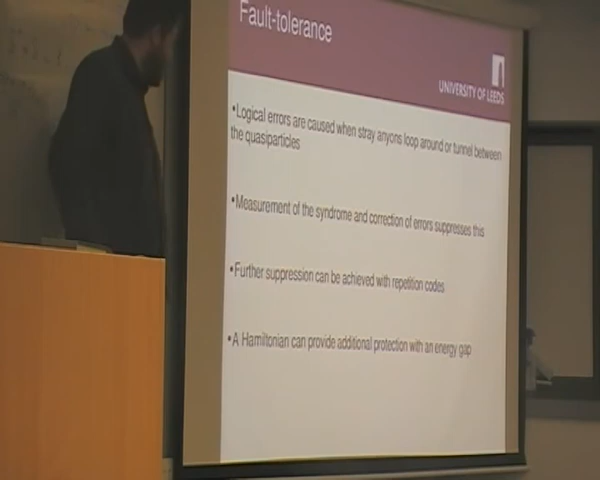 Fault-tolerance
UNIVERSITY OF LEEDS
•Logical errors are caused when stray anyons loop around or tunnel between
the quasiparticles
•Measurement of the syndrome and correction of errors suppresses this
•Further suppression can be achieved with repetition codes
•A Hamiltonian can provide additional protection with an energy gap